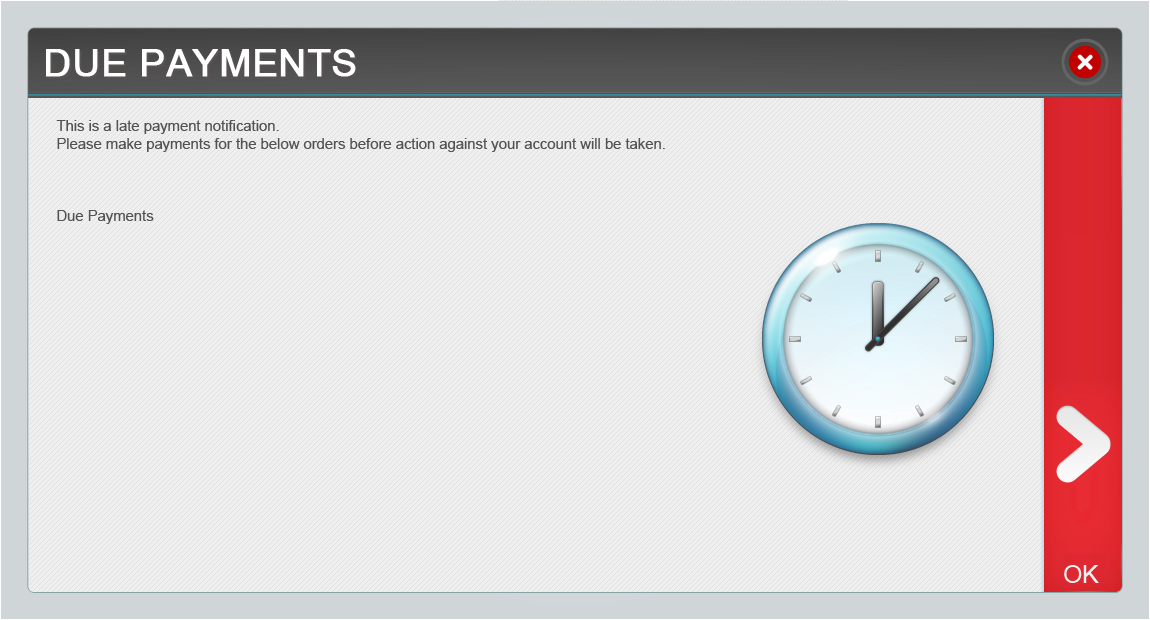 DUE PAYMENTS
This is a late payment notification.
Please make payments for the below orders before action against your account will be taken.
Due Payments
OK